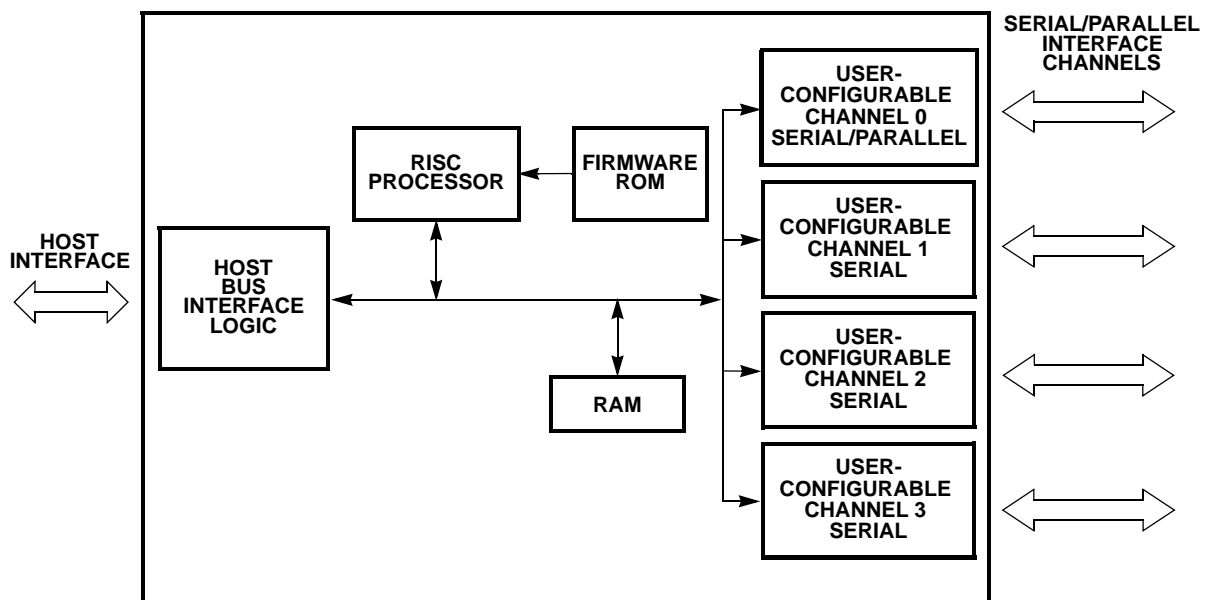 SERIAL/PARALLEL
INTERFACE
CHANNELS
USER-
CONFIGURABLE
CHANNEL 0
SERIAL/PARALLEL
RISC
PROCESSOR
FIRMWARE
ROM
USER-
CONFIGURABLE
CHANNEL 1
SERIAL
HOST
INTERFACE
HOST
BUS
INTERFACE
LOGIC
USER-
CONFIGURABLE
CHANNEL 2
SERIAL
RAM
USER-
CONFIGURABLE
CHANNEL 3
SERIAL